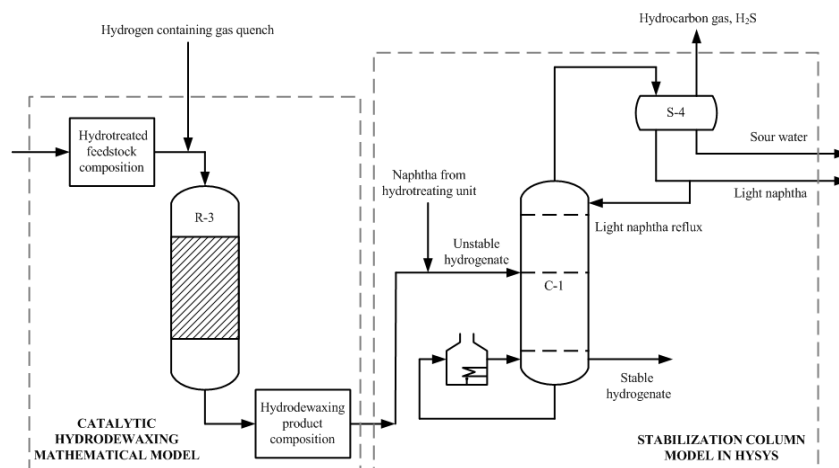 Hydrogen containing gas quench
Hydrocarbon gas, H₂S
Hydrotreated
feedstock
composition
S-4
Sour water
Light naphtha
Naphtha from
hydrotreating unit
R-3
Light naphtha reflux
Unstable
hydrogenate
C-1
Stable
hydrogenate
Hydrodewaxing
product
composition
CATALYTIC
HYDRODEWAXING
MATHEMATICAL MODEL
STABILIZATION COLUMN
MODEL IN HYSYS